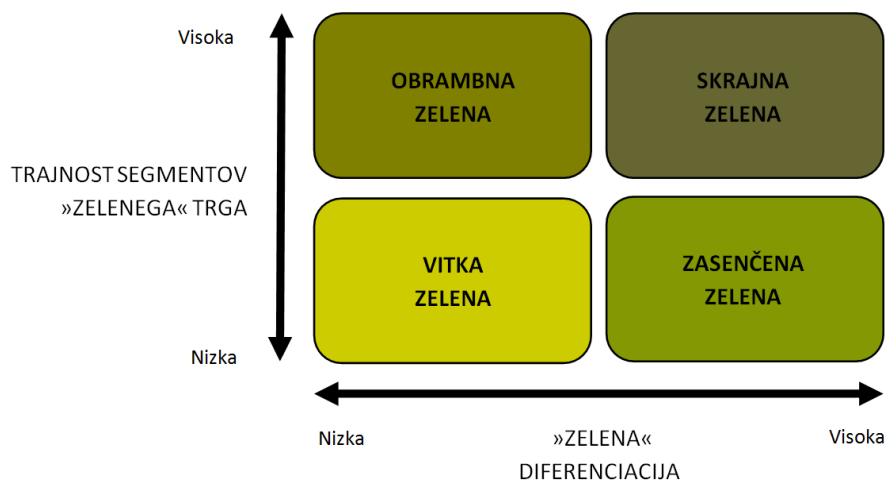 Visoka
OBRAMBNA
ZELENA
SKRAJNA
ZELENA
TRAJNOST SEGMENTOV
»ZELENEGA« TRGA
VITKA
ZELENA
ZASENČENA
ZELENA
Nizka
Nizka
»ZELENA«
DIFERENCIACIJA
Visoka